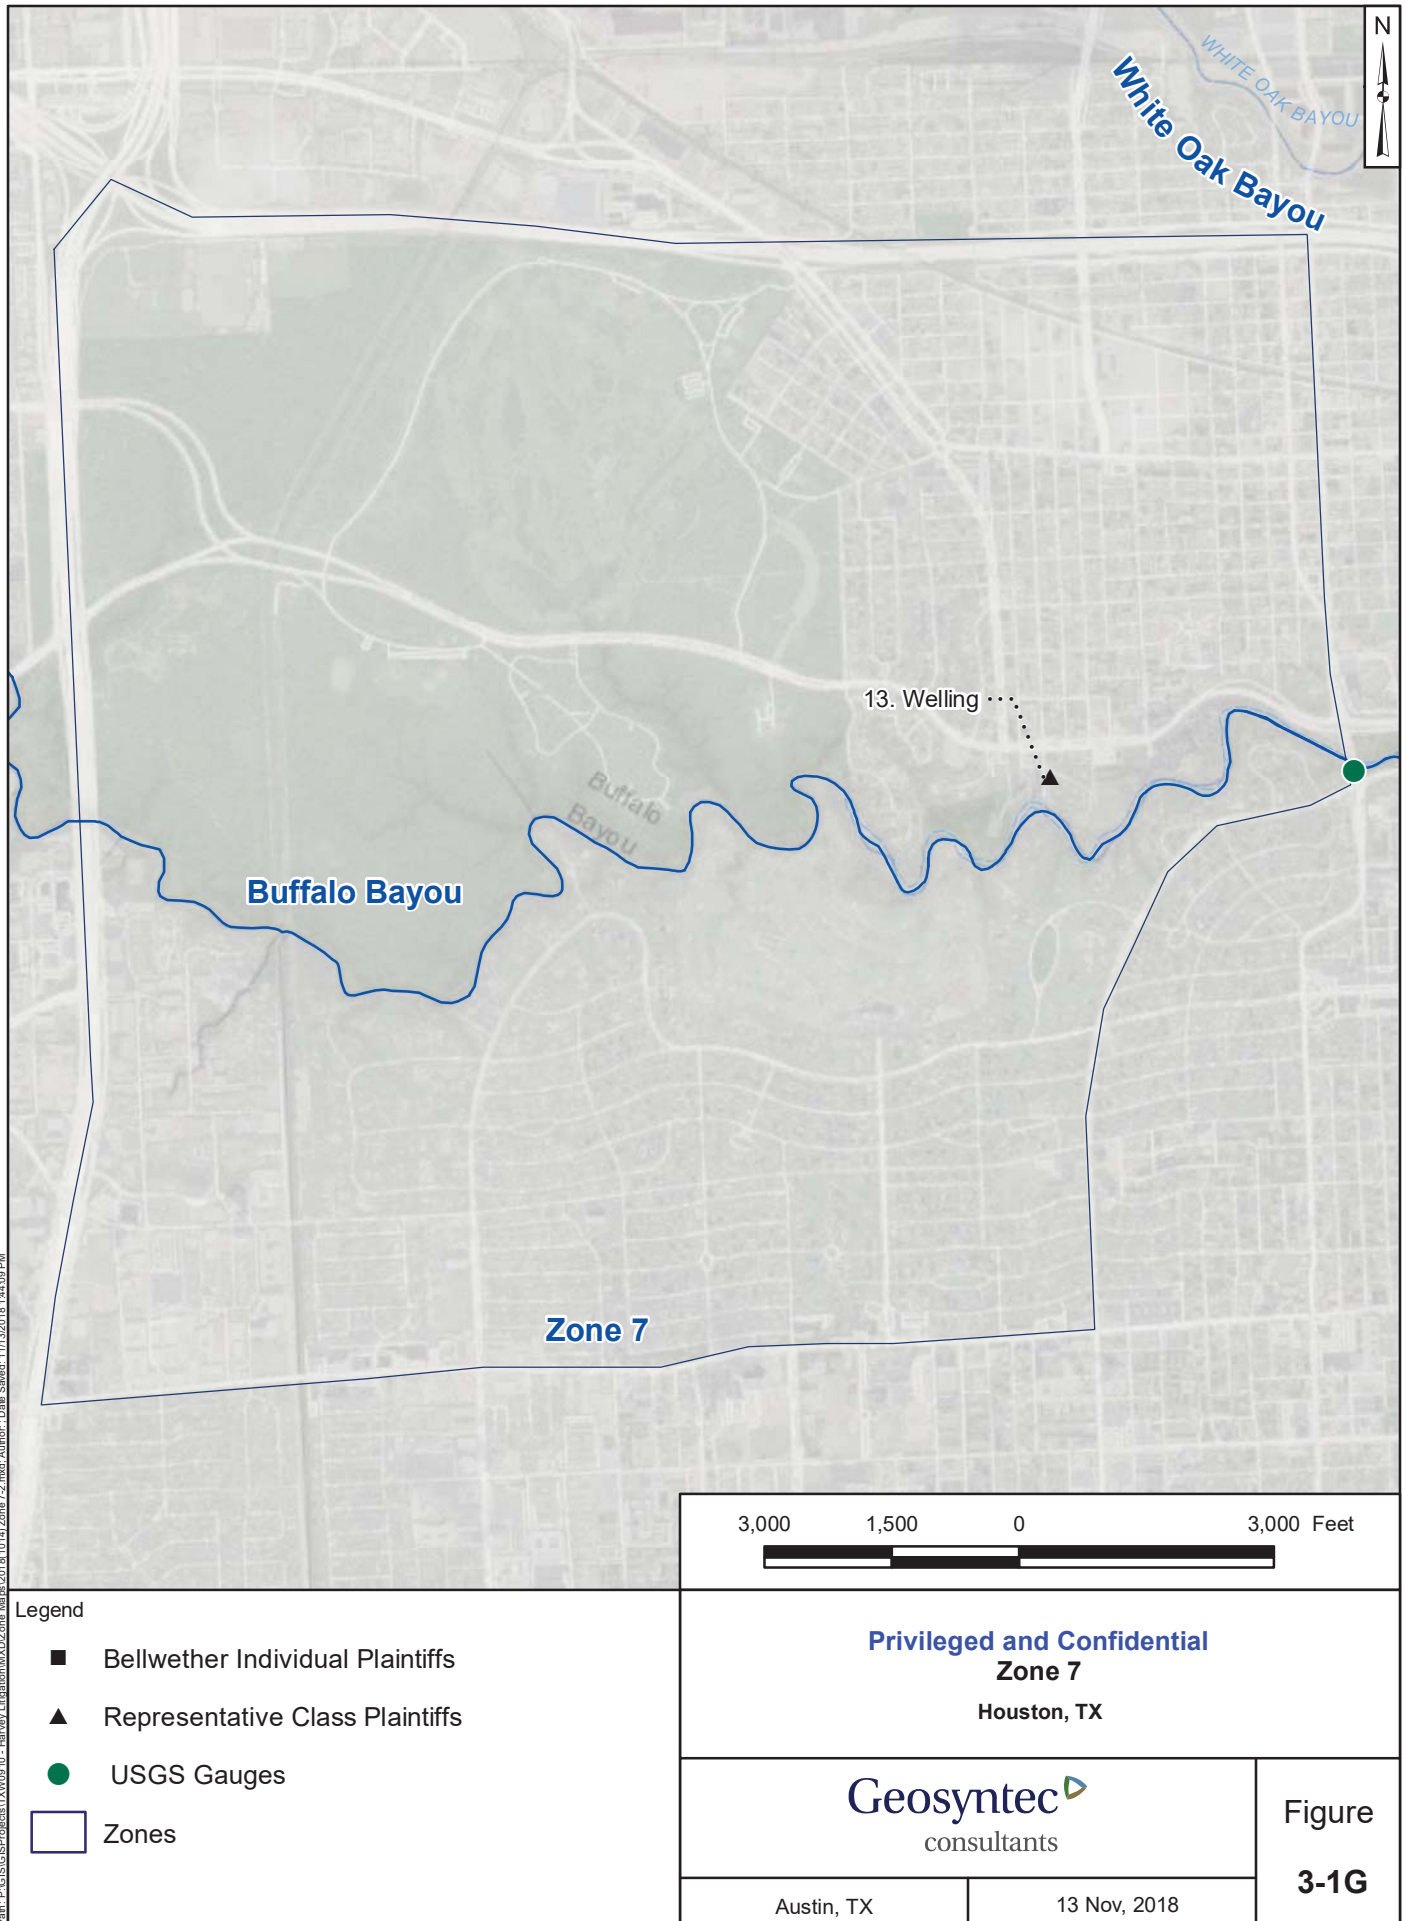 N
WHITE OAK BAYOU
White Oak Bayou
13. Welling
Buffalo
Bayou
Buffalo Bayou
Zone 7
3,000 1,500 0 3,000 Feet
Legend
Bellwether Individual Plaintiffs
Representative Class Plaintiffs
USGS Gauges
Zones
Privileged and Confidential
Zone 7
Houston, TX
Geosyntec
consultants
Figure
3-1G
Austin, TX
13 Nov, 2018